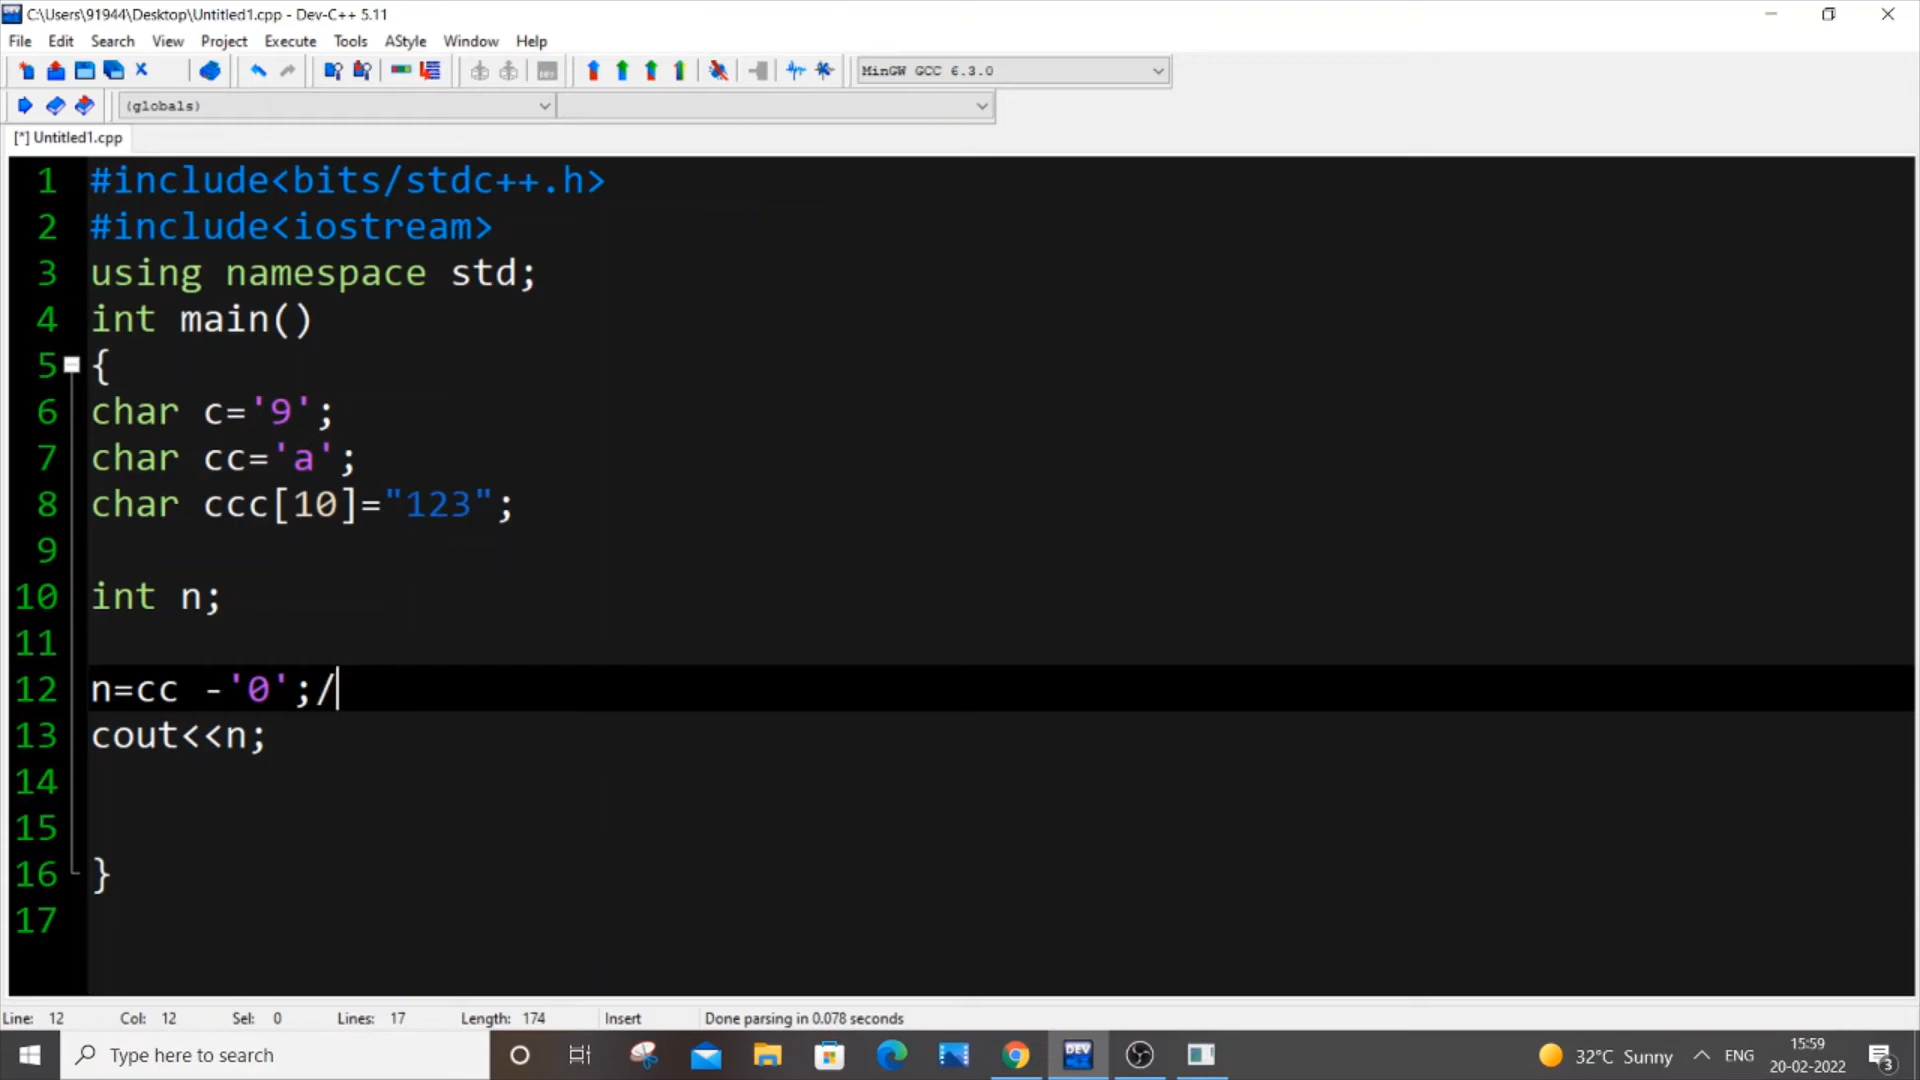 C:\Users\91944\Desktop\Untitled1.cpp - Dev-C++ 5.11
File Edit Search View Project Execute Tools AStyle Window Help
MinGW GCC 6.3.0
(globals)
[*] Untitled1.cpp
1 #include<bits/stdc++.h>
2 #include<iostream>
3 using namespace std;
4 int main()
5 {
6 char c='9';
7 char cc='a';
8 char ccc[10]="123";
9
10 int n;
11
12 n=cc -'0';/
13 cout<<n;
14
15
16 }
17
Line: 12 Col: 12 Sel: 0 Lines: 17 Length: 174 Insert Done parsing in 0.078 seconds
Type here to search
DEV
32°C Sunny
ENG
15:59
20-02-2022
3